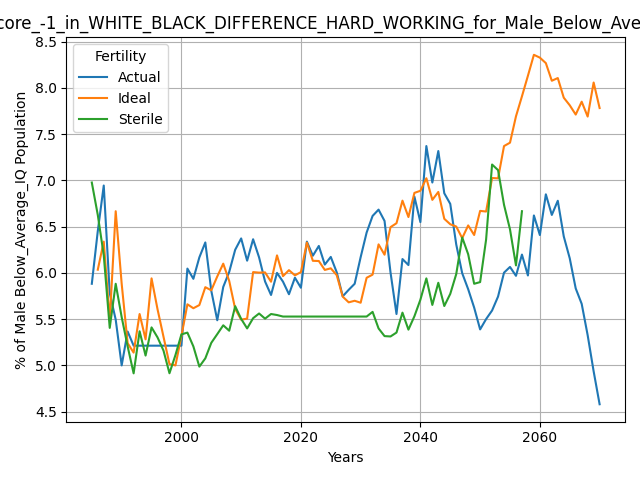 core_-1_in_WHITE_BLACK_DIFFERENCE_HARD_WORKING_for_Male_Below_Ave
Fertility
Actual
Ideal
Sterile
% of Male Below_Average_IQ Population
8.5
8.0
7.5
7.0
6.5
6.0
5.5
5.0
4.5
2000
2020
2040
2060
Years